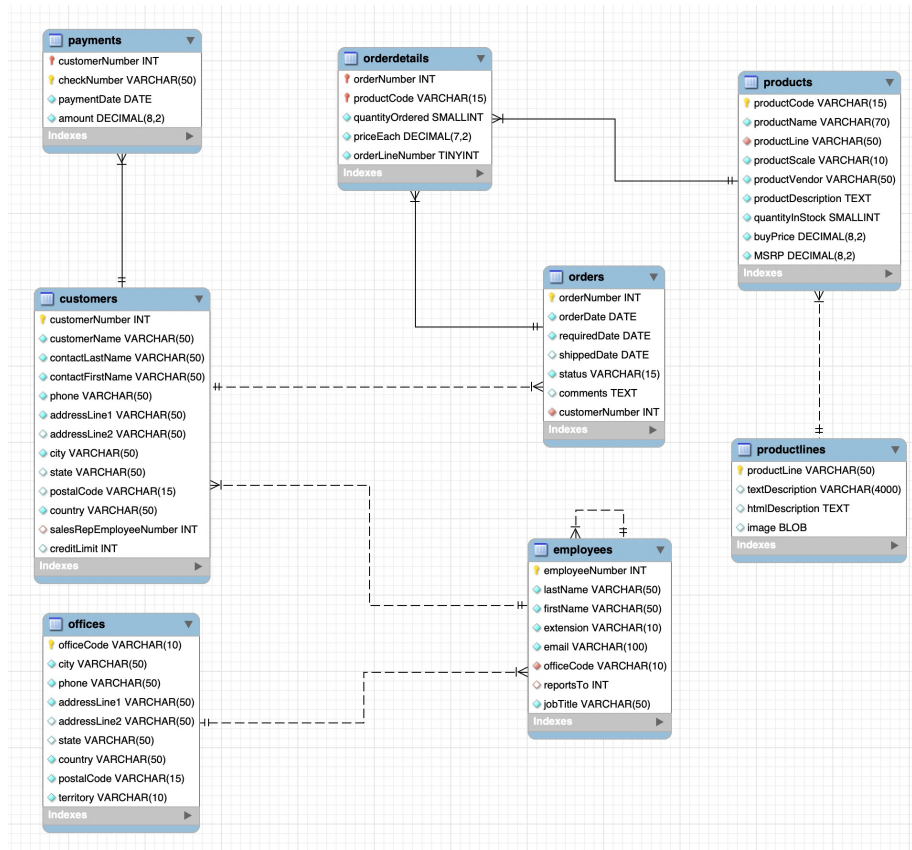 payments
customerNumber INT
checkNumber VARCHAR(50)
paymentDate DATE
amount DECIMAL(8,2)
Indexes
orderdetails
orderNumber INT
productCode VARCHAR(15)
quantityOrdered SMALLINT
priceEach DECIMAL(7,2)
orderLineNumber TINYINT
Indexes
products
productCode VARCHAR(15)
productName VARCHAR(70)
productLine VARCHAR(50)
productScale VARCHAR(10)
productVendor VARCHAR(50)
productDescription TEXT
quantityInStock SMALLINT
buyPrice DECIMAL(8,2)
MSRP DECIMAL(8,2)
Indexes
customers
customerNumber INT
customerName VARCHAR(50)
contactLastName VARCHAR(50)
contactFirstName VARCHAR(50)
phone VARCHAR(50)
addressLine1 VARCHAR(50)
addressLine2 VARCHAR(50)
city VARCHAR(50)
state VARCHAR(50)
postalCode VARCHAR(15)
country VARCHAR(50)
salesRepEmployeeNumber INT
creditLimit INT
Indexes
orders
orderNumber INT
orderDate DATE
requiredDate DATE
shippedDate DATE
status VARCHAR(15)
comments TEXT
customerNumber INT
Indexes
productlines
productLine VARCHAR(50)
textDescription VARCHAR(4000)
htmlDescription TEXT
image BLOB
Indexes
employees
employeeNumber INT
lastName VARCHAR(50)
firstName VARCHAR(50)
extension VARCHAR(10)
email VARCHAR(100)
officeCode VARCHAR(10)
reportsTo INT
jobTitle VARCHAR(50)
Indexes
offices
officeCode VARCHAR(10)
city VARCHAR(50)
phone VARCHAR(50)
addressLine1 VARCHAR(50)
addressLine2 VARCHAR(50)
state VARCHAR(50)
country VARCHAR(50)
postalCode VARCHAR(15)
territory VARCHAR(10)
Indexes